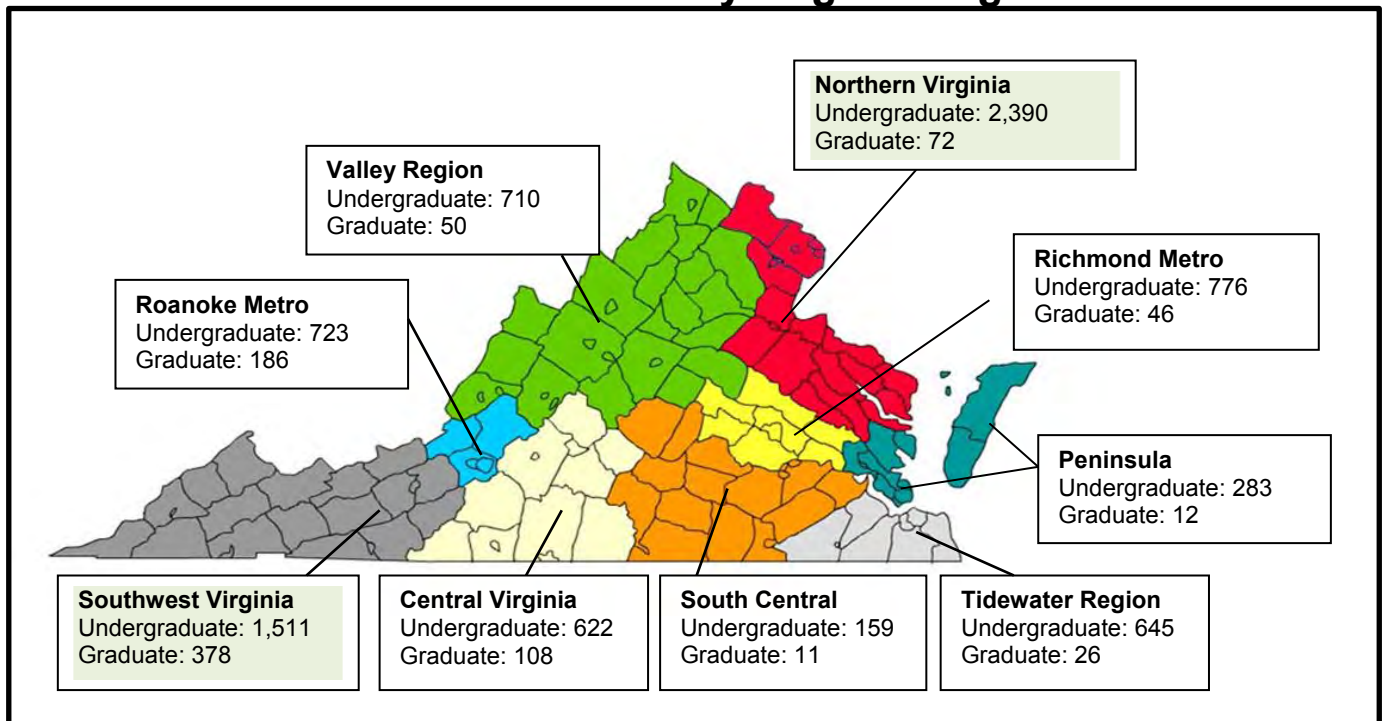 Northern Virginia
Undergraduate: 2,390
Graduate: 72
Valley Region
Undergraduate: 710
Graduate: 50
Richmond Metro
Undergraduate: 776
Graduate: 46
Roanoke Metro
Undergraduate: 723
Graduate: 186
Peninsula
Undergraduate: 283
Graduate: 12
Southwest Virginia
Undergraduate: 1,511
Graduate: 378
Central Virginia
Undergraduate: 622
Graduate: 108
South Central
Undergraduate: 159
Graduate: 11
Tidewater Region
Undergraduate: 645
Graduate: 26